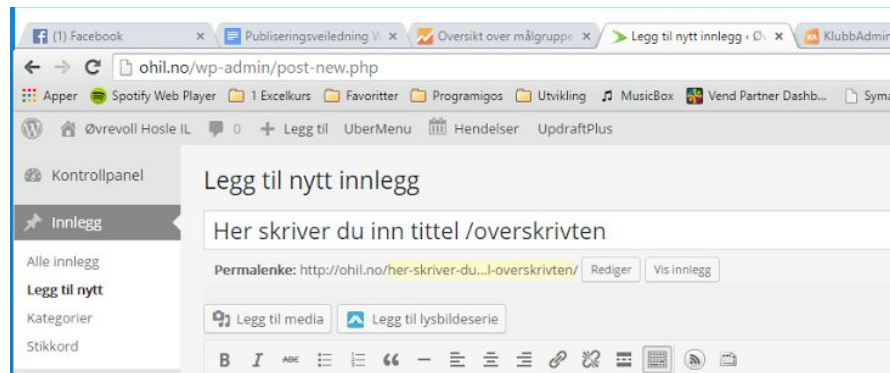 (1) Facebook Publiseringsveiledning Oversikt over målgruppe Legg til nytt innlegg ‹ Øv KlubbAdmin
ohil.no/wp-admin/post-new.php
Apper Spotify Web Player 1 Excelkurs Favoritter Programigos Utvikling MusicBox Vend Partner Dashb... Syma
Øvrevoll Hosle IL 0 Legg til UberMenu Hendelser UpdraftPlus
Kontrollpanel
Legg til nytt innlegg
Innlegg
Her skriver du inn tittel /overskrivten
Alle innlegg
Permalenke: http://ohil.no/her-skriver-du...l-overskrivten/ Rediger Vis innlegg
Legg til nytt
Kategorier
Legg til media Legg til lysbildeserie
Stikkord
B I ABC